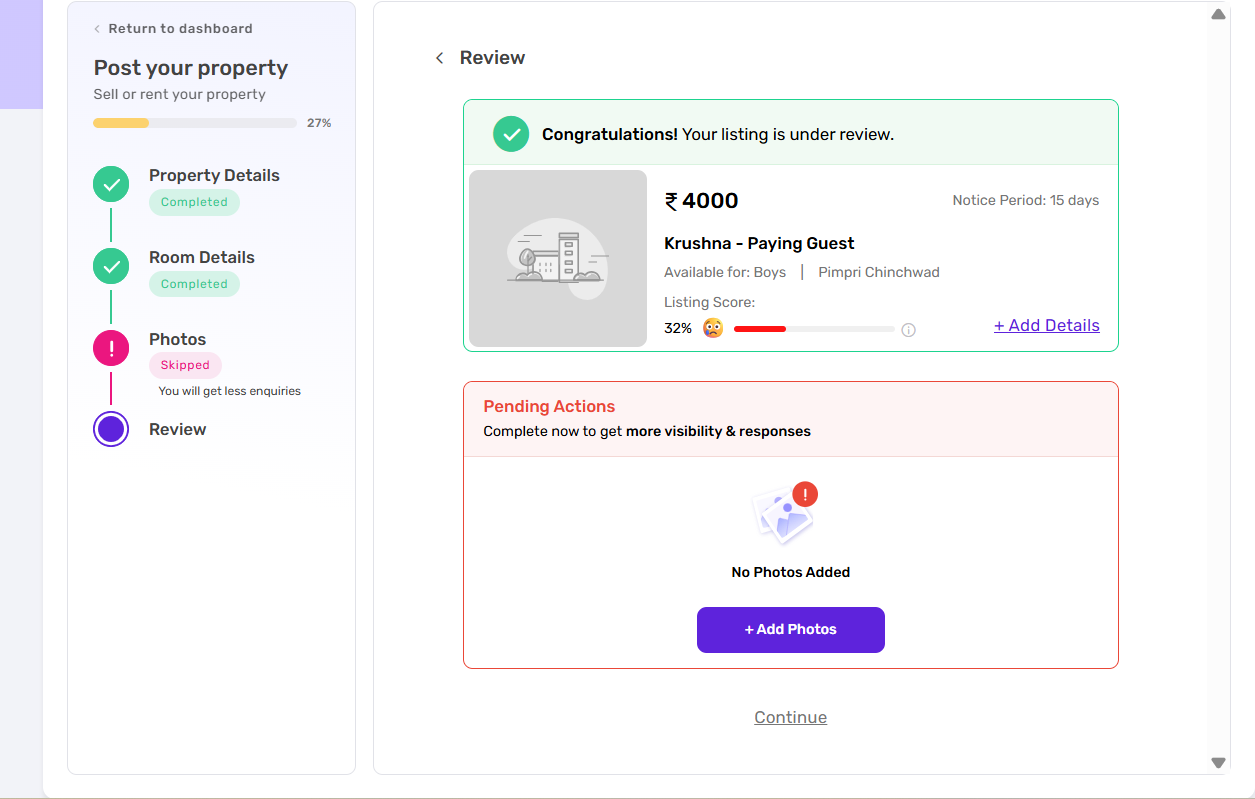 Return to dashboard
Post your property
Sell or rent your property
27%
Property Details
Completed
Room Details
Completed
Photos
Skipped
You will get less enquiries
Review
Review
Congratulations! Your listing is under review.
₹ 4000
Notice Period: 15 days
Krushna - Paying Guest
Available for: Boys | Pimpri Chinchwad
Listing Score:
32%
+ Add Details
Pending Actions
Complete now to get more visibility & responses
No Photos Added
+ Add Photos
Continue